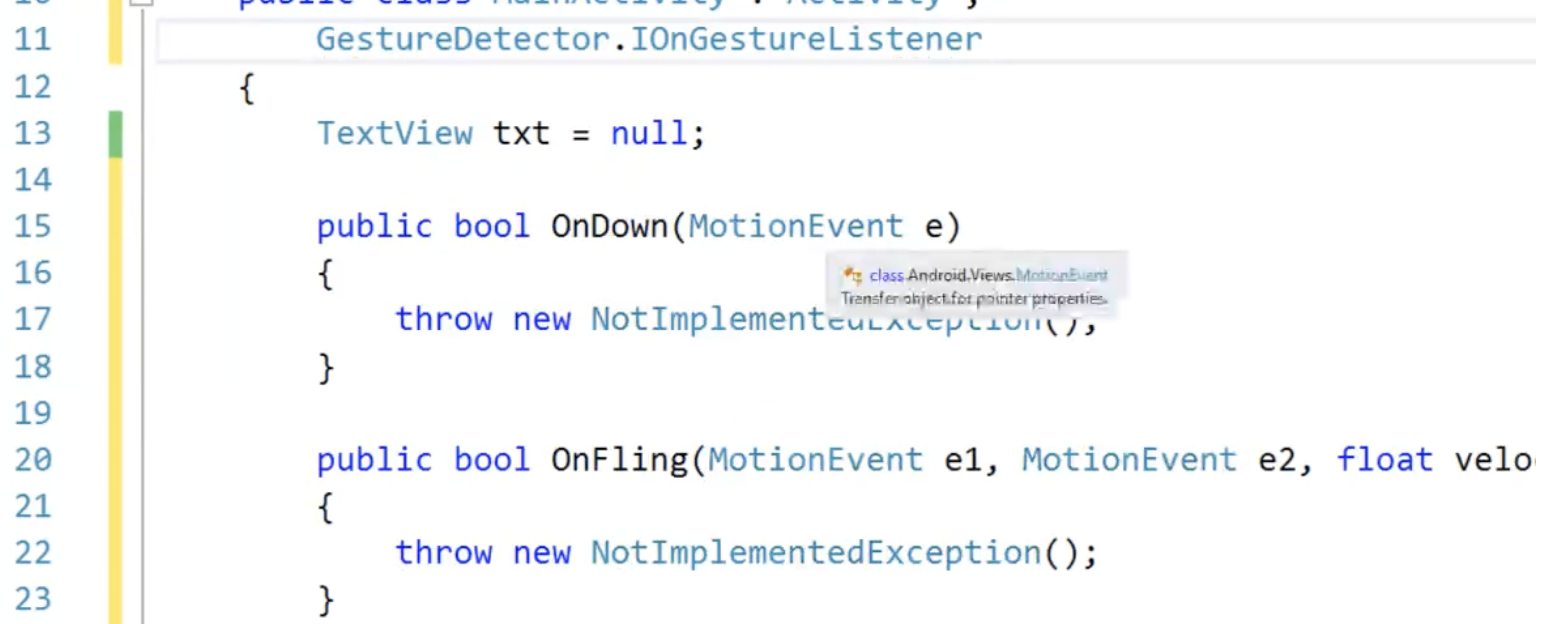 10 public class MainActivity : Activity ,
11 GestureDetector.IOnGestureListener
12 {
13 TextView txt = null;
14
15 public bool OnDown(MotionEvent e)
16 {
class Android.Views.MotionEvent
Transfer object for pointer properties.
17 throw new NotImplementedException();
18 }
19
20 public bool OnFling(MotionEvent e1, MotionEvent e2, float velo
21 {
22 throw new NotImplementedException();
23 }